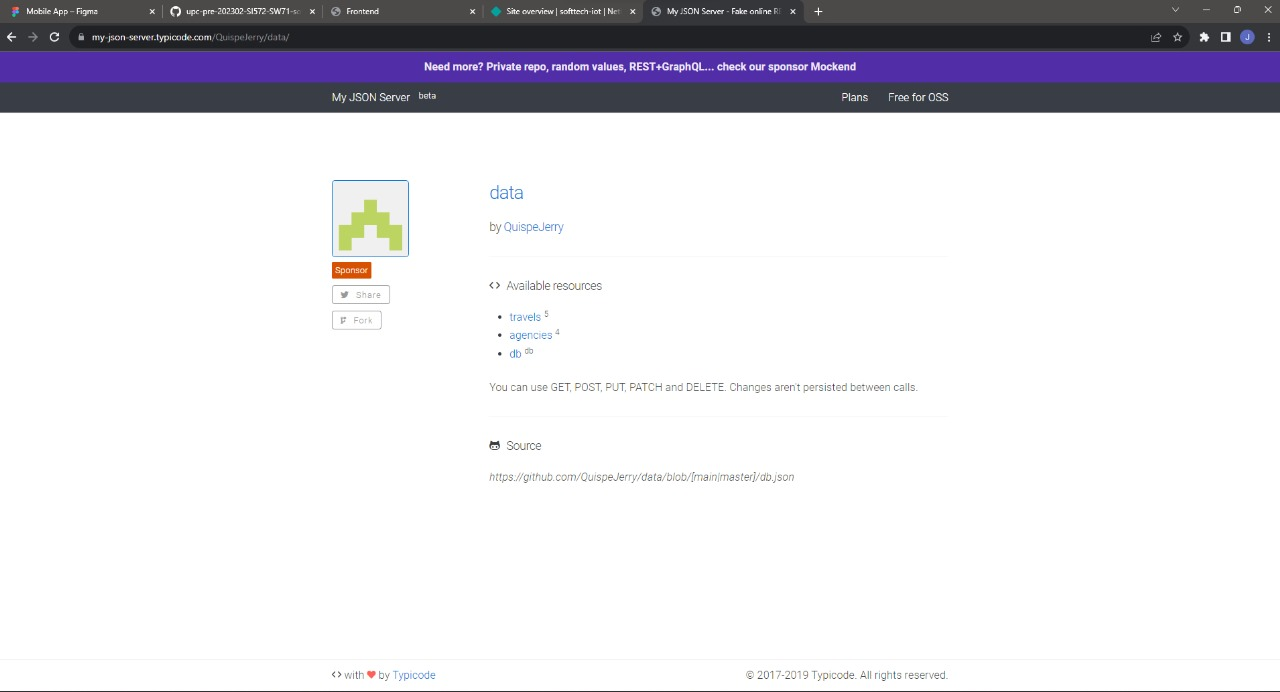 Mobile App – Figma
upc-pre-202302-SI572-SW71-so
Frontend
Site overview | softtech-iot | Net
My JSON Server - Fake online RE
my-json-server.typicode.com/QuispeJerry/data/
J
Need more? Private repo, random values, REST+GraphQL... check our sponsor Mockend
My JSON Server beta
Plans
Free for OSS
data
by QuispeJerry
Sponsor
Share
Fork
Available resources
travels 5
agencies 4
db db
You can use GET, POST, PUT, PATCH and DELETE. Changes aren't persisted between calls.
Source
https://github.com/QuispeJerry/data/blob/[main|master]/db.json
with ❤ by Typicode
© 2017-2019 Typicode. All rights reserved.